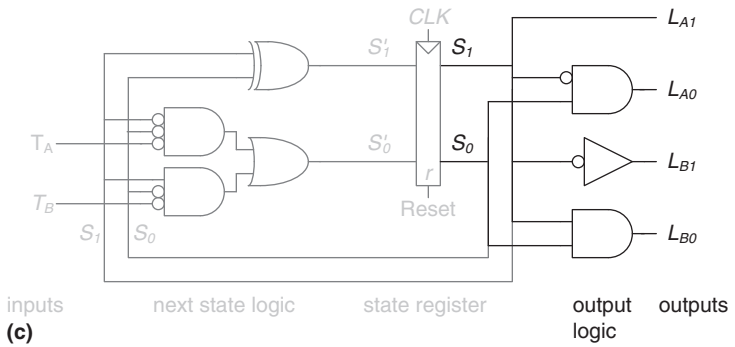 CLK
S'1 S1 LA1
LA0
TA
S'0 S0 LB1
r
TB Reset
S1 S0 LB0
inputs next state logic state register output outputs
logic
(c)